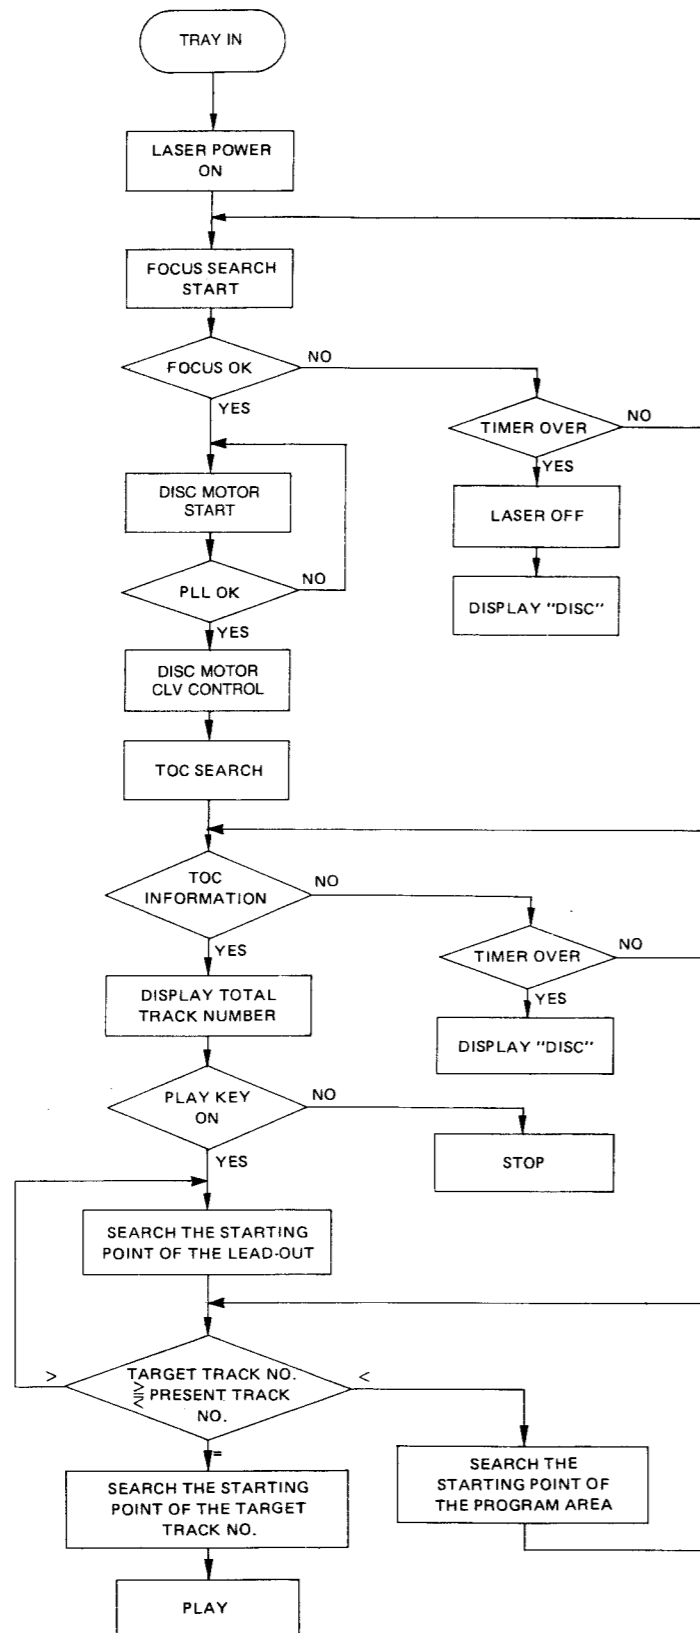 TRAY IN
LASER POWER
ON
FOCUS SEARCH
START
FOCUS OK
NO
YES
TIMER OVER
NO
YES
LASER OFF
DISPLAY "DISC"
DISC MOTOR
START
PLL OK
NO
YES
DISC MOTOR
CLV CONTROL
TOC SEARCH
TOC
INFORMATION
NO
YES
TIMER OVER
NO
YES
DISPLAY "DISC"
DISPLAY TOTAL
TRACK NUMBER
PLAY KEY
ON
NO
YES
STOP
SEARCH THE STARTING
POINT OF THE LEAD-OUT
>
TARGET TRACK NO.
⋛ PRESENT TRACK
NO.
<
=
SEARCH THE STARTING
POINT OF THE TARGET
TRACK NO.
SEARCH THE
STARTING POINT OF
THE PROGRAM AREA
PLAY